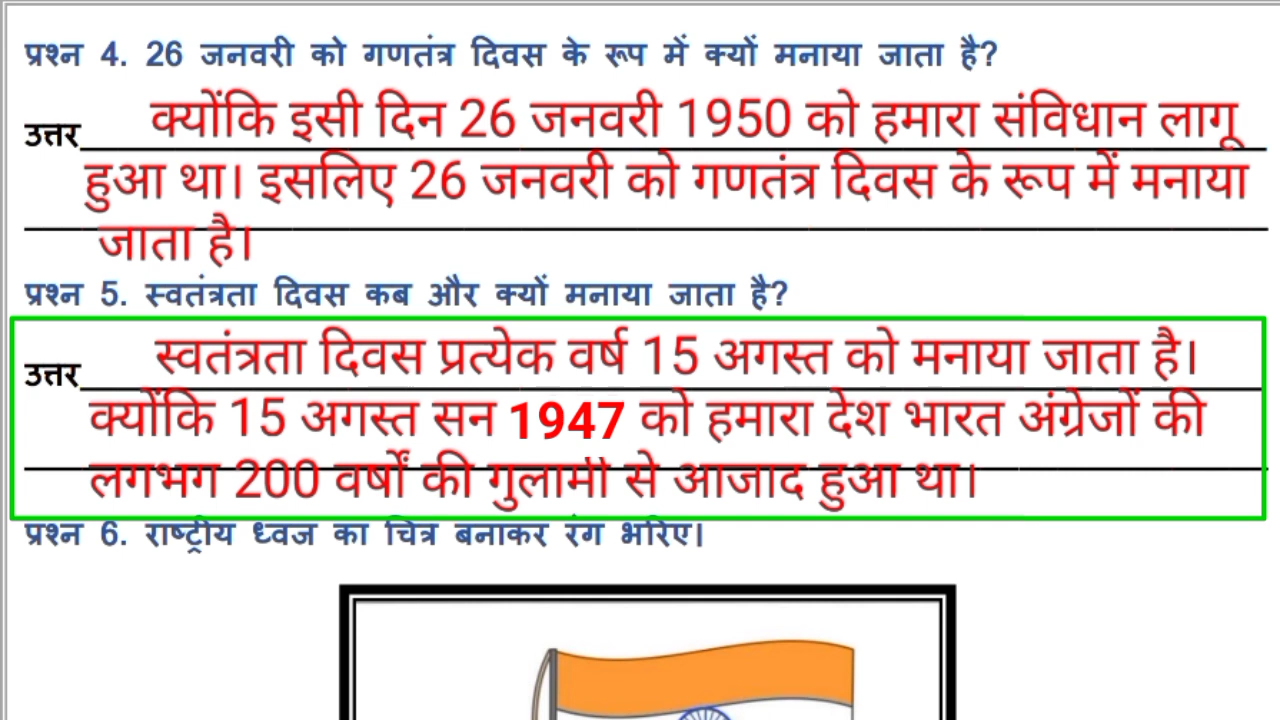 प्रश्न 4. 26 जनवरी को गणतंत्र दिवस के रूप में क्यों मनाया जाता है?
उत्तर क्योंकि इसी दिन 26 जनवरी 1950 को हमारा संविधान लागू
हुआ था। इसलिए 26 जनवरी को गणतंत्र दिवस के रूप में मनाया
जाता है।
प्रश्न 5. स्वतंत्रता दिवस कब और क्यों मनाया जाता है?
उत्तर स्वतंत्रता दिवस प्रत्येक वर्ष 15 अगस्त को मनाया जाता है।
क्योंकि 15 अगस्त सन 1947 को हमारा देश भारत अंग्रेजों की
लगभग 200 वर्षों की गुलामी से आजाद हुआ था।
प्रश्न 6. राष्ट्रीय ध्वज का चित्र बनाकर रंग भरिए।